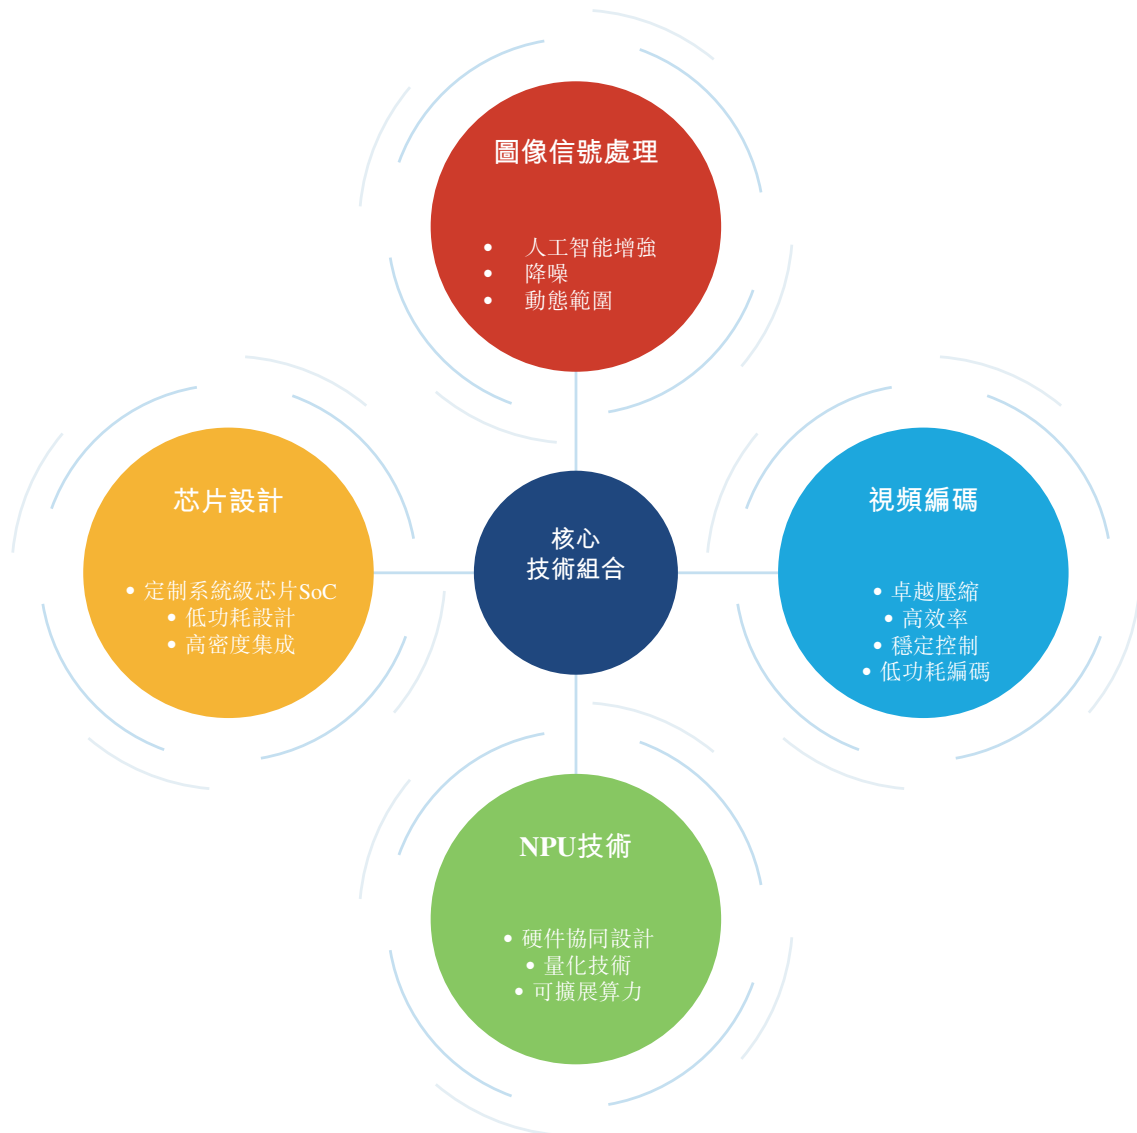 圖像信號處理
• 人工智能增強
• 降噪
• 動態範圍
芯片設計
• 定制系統級芯片SoC
• 低功耗設計
• 高密度集成
核心
技術組合
視頻編碼
• 卓越壓縮
• 高效率
• 穩定控制
• 低功耗編碼
NPU技術
• 硬件協同設計
• 量化技術
• 可擴展算力